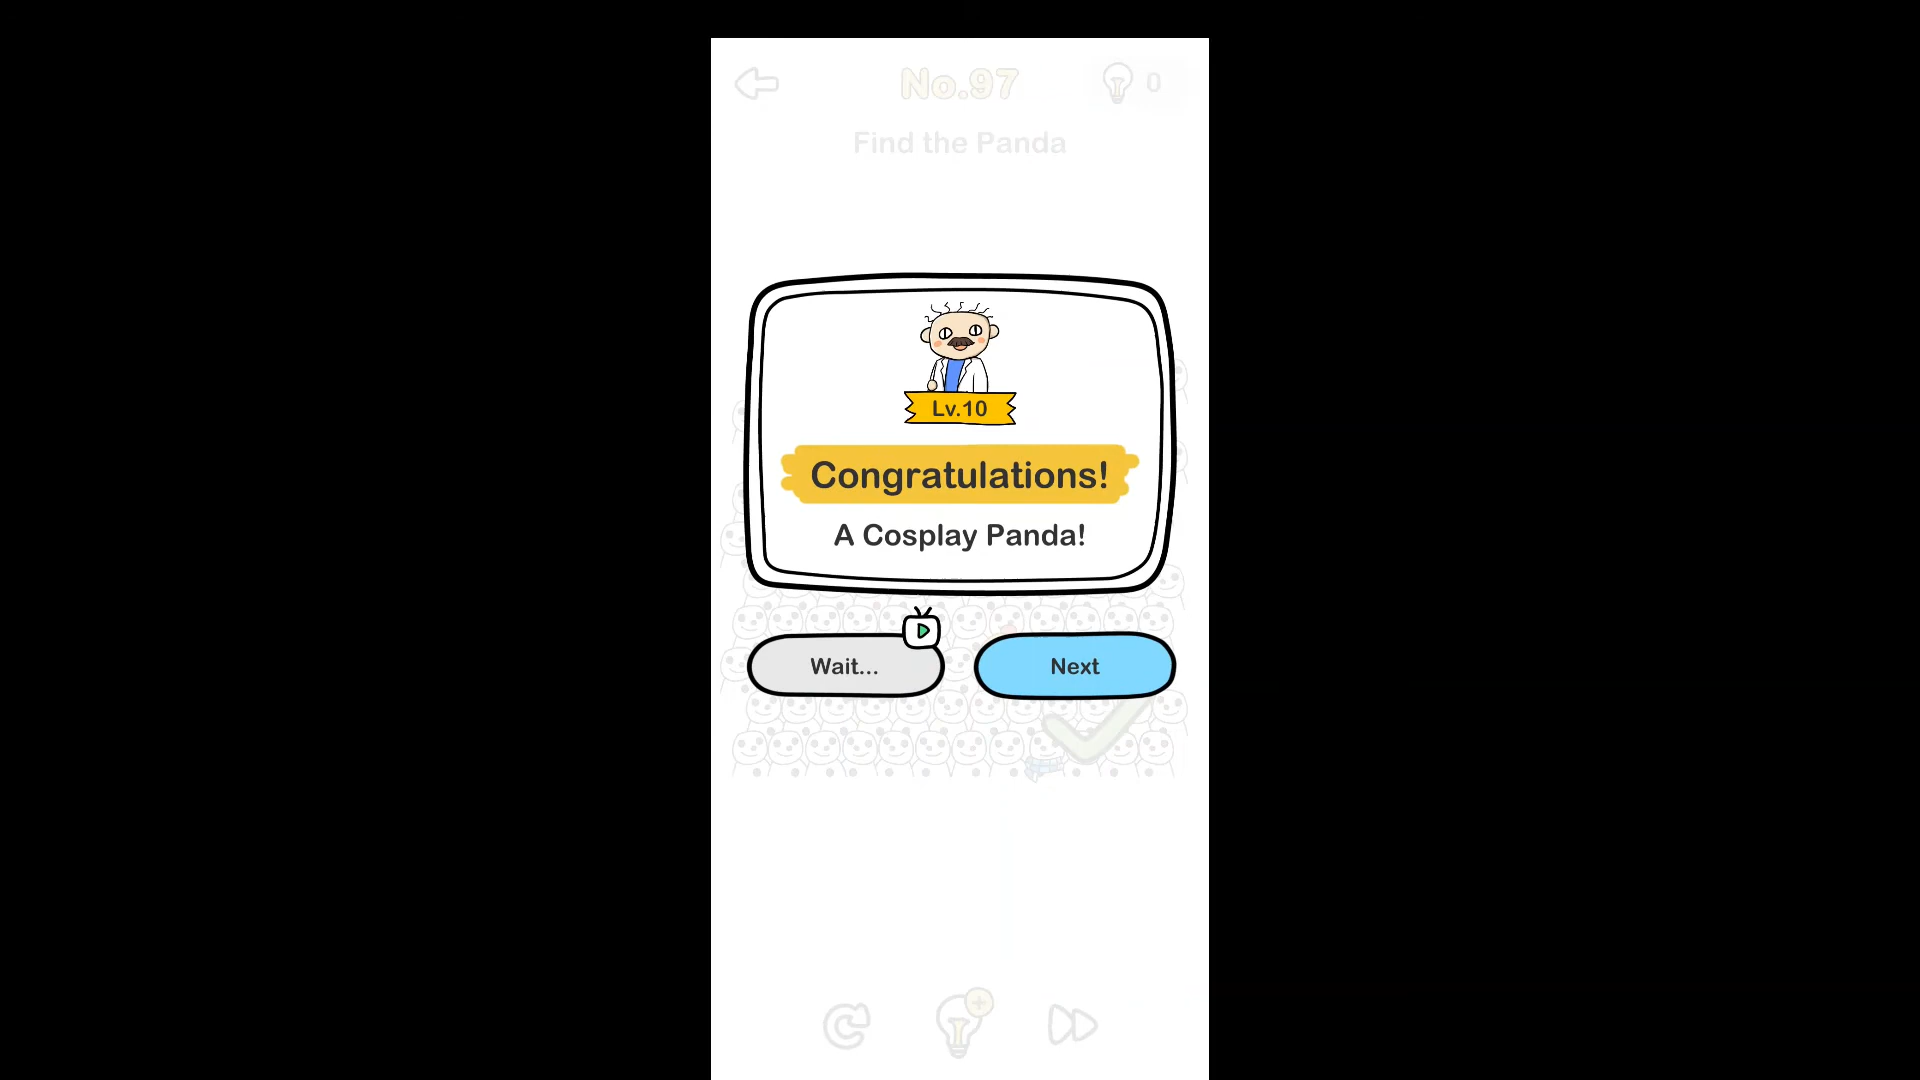 No.97
0
Find the Panda
Lv.10
Congratulations!
A Cosplay Panda!
Wait...
Next